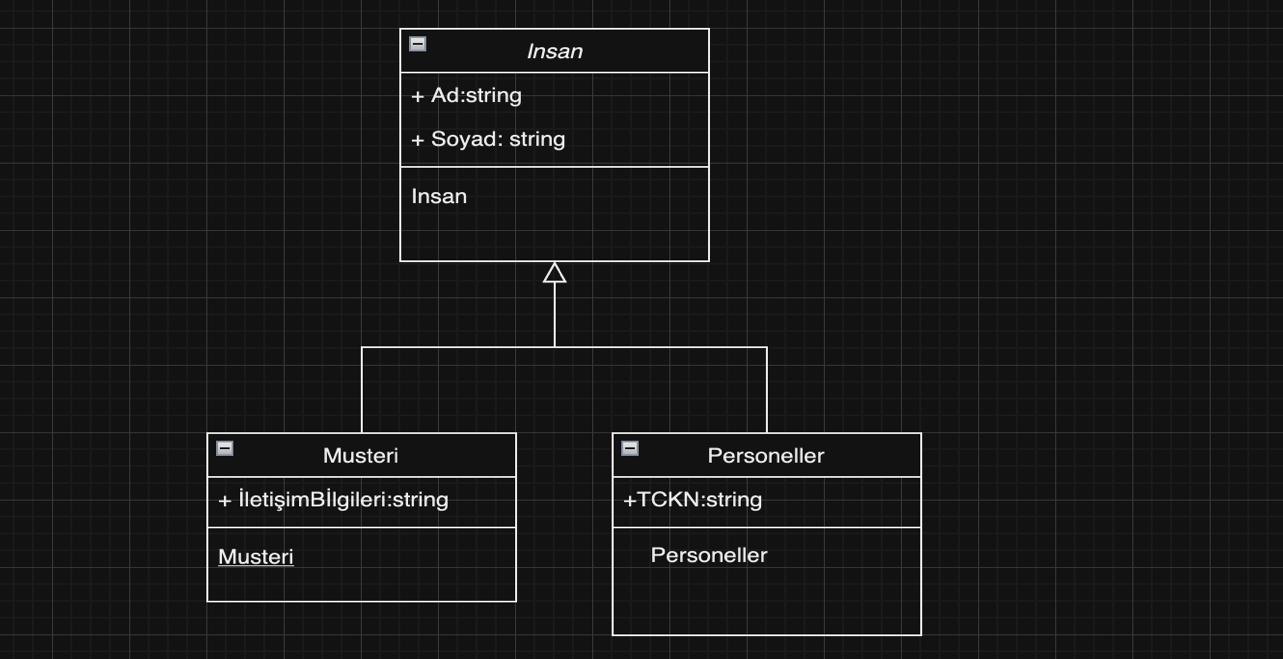 Insan
+ Ad:string
+ Soyad: string
Insan
Musteri
+ İletişimBİlgileri:string
Musteri
Personeller
+TCKN:string
Personeller